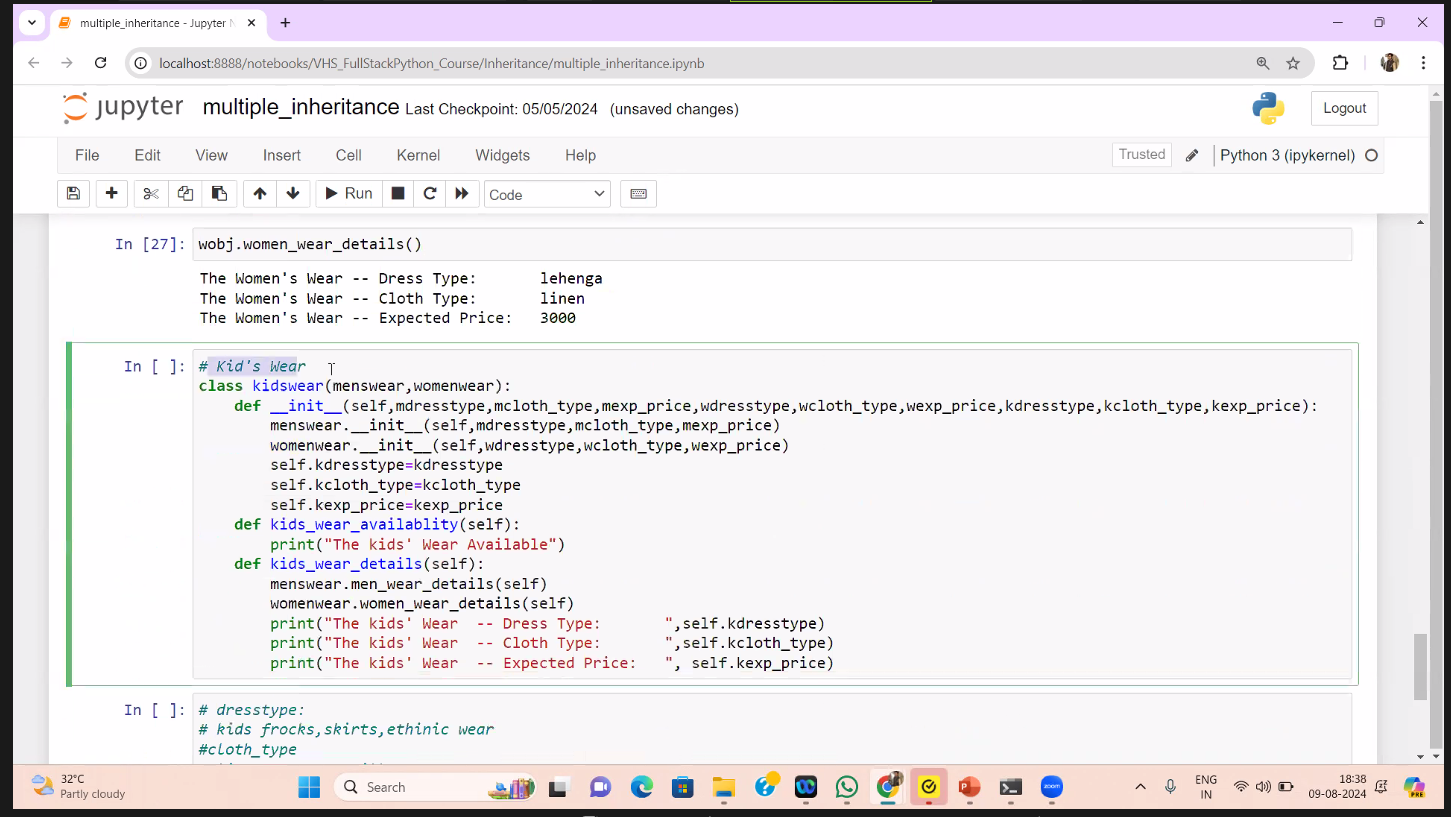 multiple_inheritance - Jupyter N
localhost:8888/notebooks/VHS_FullStackPython_Course/Inheritance/multiple_inheritance.ipynb
jupyter multiple_inheritance Last Checkpoint: 05/05/2024 (unsaved changes)
Logout
File Edit View Insert Cell Kernel Widgets Help
Trusted
Python 3 (ipykernel)
Run
Code
In [27]: wobj.women_wear_details()
The Women's Wear -- Dress Type: lehenga
The Women's Wear -- Cloth Type: linen
The Women's Wear -- Expected Price: 3000
In [ ]: # Kid's Wear
class kidswear(menswear,womenwear):
def __init__(self,mdresstype,mcloth_type,mexp_price,wdresstype,wcloth_type,wexp_price,kdresstype,kcloth_type,kexp_price):
menswear.__init__(self,mdresstype,mcloth_type,mexp_price)
womenwear.__init__(self,wdresstype,wcloth_type,wexp_price)
self.kdresstype=kdresstype
self.kcloth_type=kcloth_type
self.kexp_price=kexp_price
def kids_wear_availablity(self):
print("The kids' Wear Available")
def kids_wear_details(self):
menswear.men_wear_details(self)
womenwear.women_wear_details(self)
print("The kids' Wear  -- Dress Type:       ",self.kdresstype)
print("The kids' Wear  -- Cloth Type:       ",self.kcloth_type)
print("The kids' Wear  -- Expected Price:   ", self.kexp_price)
In [ ]: # dresstype:
# kids frocks,skirts,ethinic wear
#cloth_type
32°C
Partly cloudy
Search
zoom
ENG
IN
18:38
09-08-2024
PRE